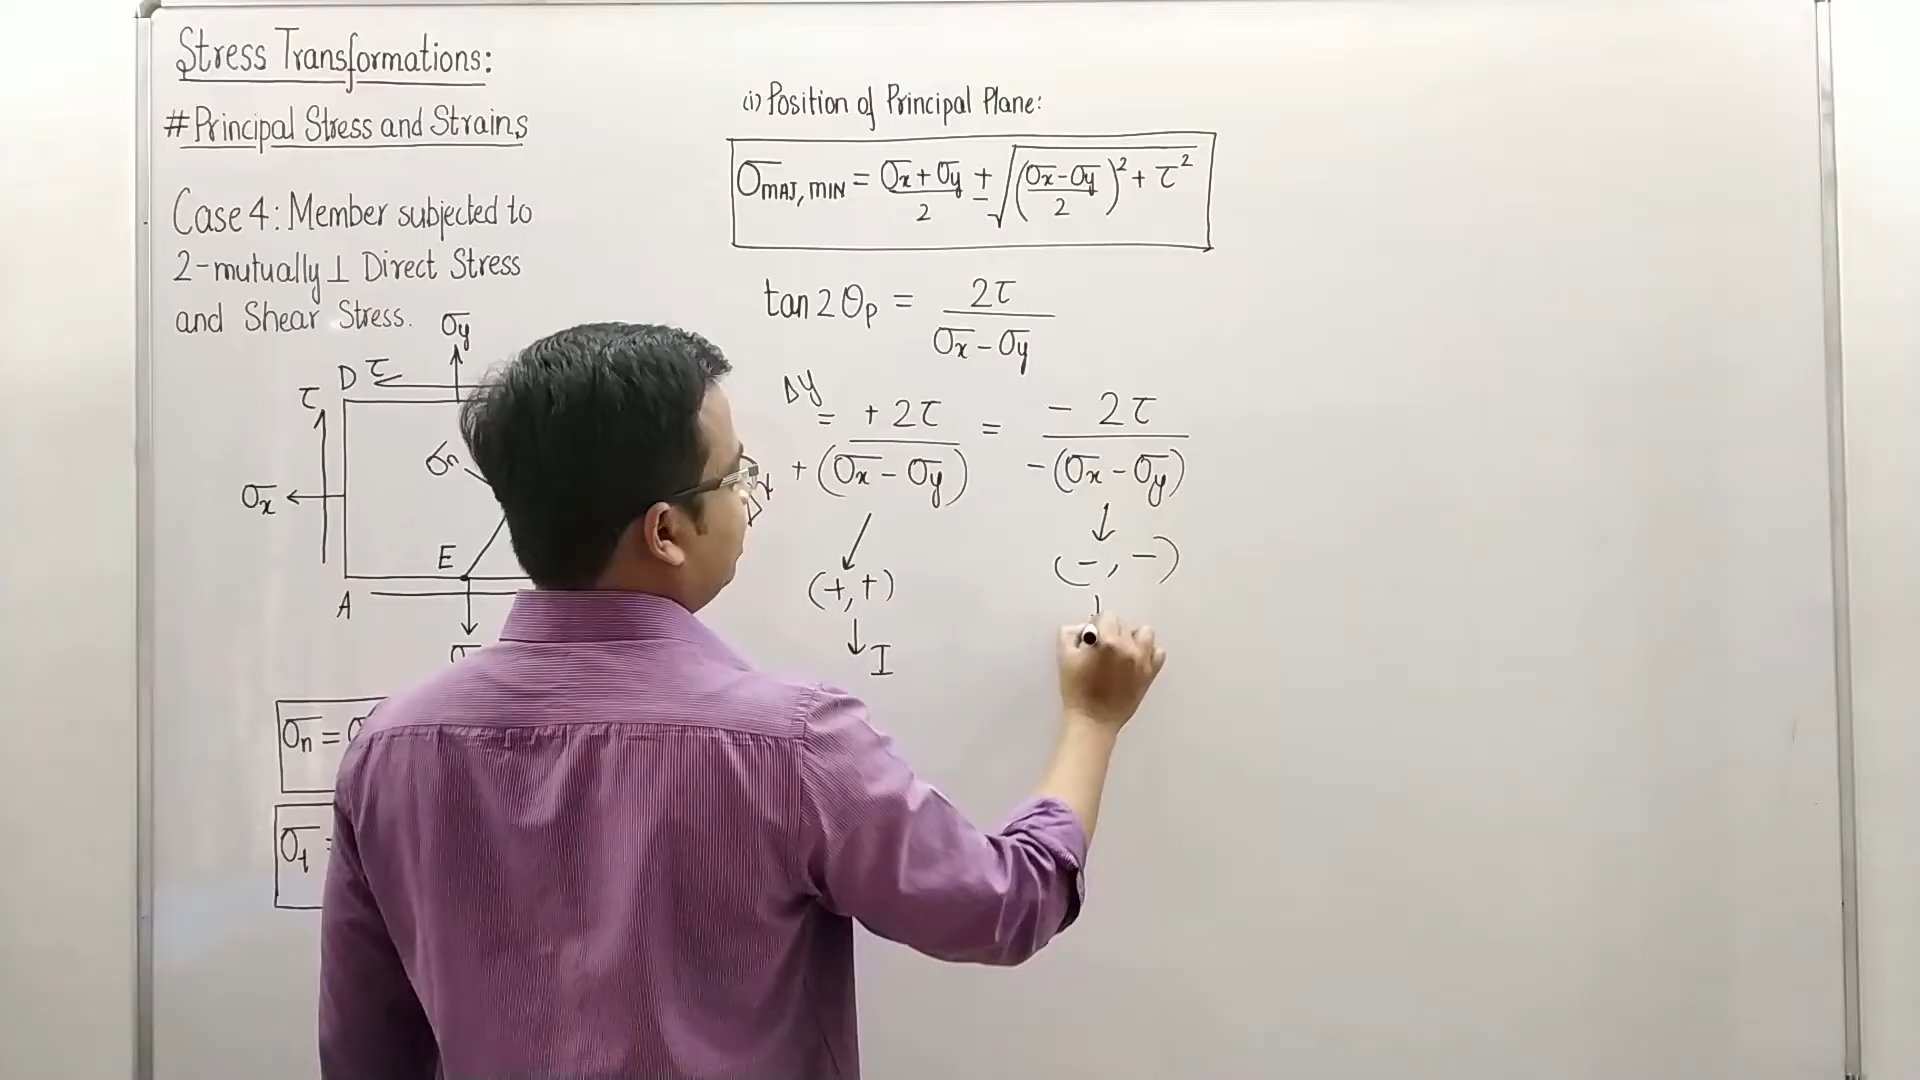 Stress Transformations:
# Principal Stress and Strains
Case 4: Member subjected to
2-mutually ⊥ Direct Stress
and Shear Stress.
σy
D τ
τ
σn
σx
E
A
σn = σ
σt =
(i) Position of Principal Plane:
σMAJ, MIN = σx + σy / 2 ± √((σx - σy / 2)² + τ²)
tan 2θp = 2τ / σx - σy
Δy
= + 2τ / + (σx - σy) = - 2τ / - (σx - σy)
(+, +) (-, -)
I